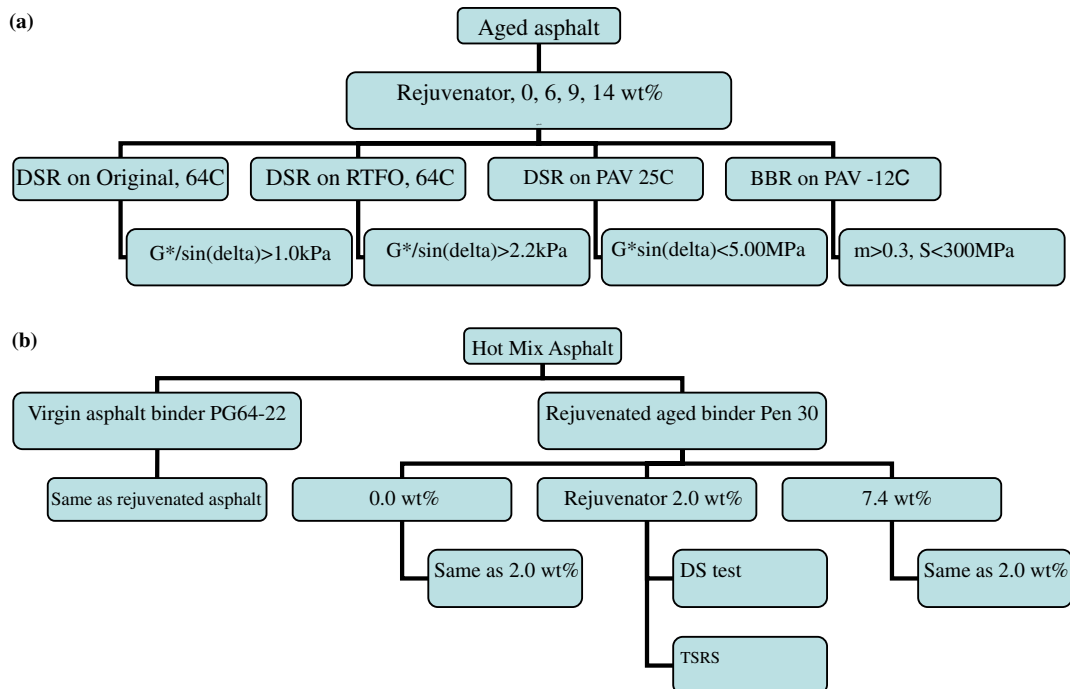 (a)
Aged asphalt
Rejuvenator, 0, 6, 9, 14 wt%
DSR on Original, 64C
DSR on RTFO, 64C
DSR on PAV 25C
BBR on PAV -12C
G*/sin(delta)>1.0kPa
G*/sin(delta)>2.2kPa
G*sin(delta)<5.00MPa
m>0.3, S<300MPa
(b)
Hot Mix Asphalt
Virgin asphalt binder PG64-22
Rejuvenated aged binder Pen 30
Same as rejuvenated asphalt
0.0 wt%
Rejuvenator 2.0 wt%
7.4 wt%
Same as 2.0 wt%
DS test
Same as 2.0 wt%
TSRS